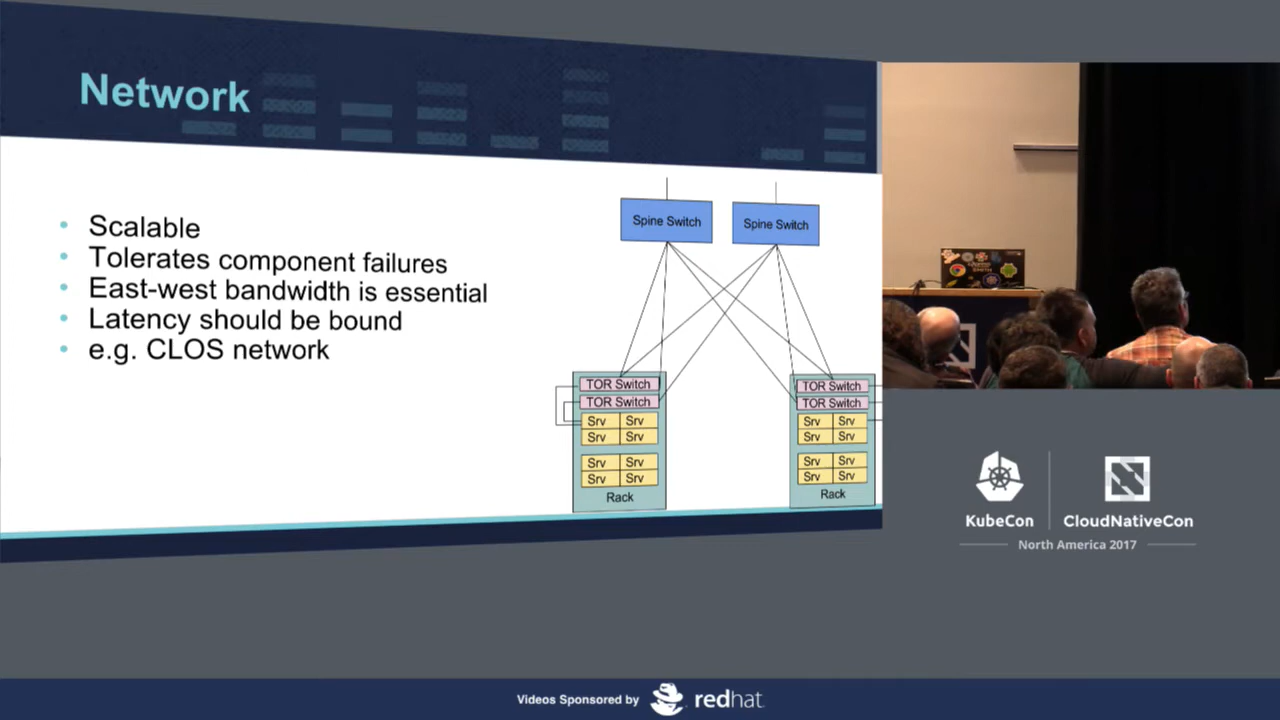 Network
Scalable
Tolerates component failures
East-west bandwidth is essential
Latency should be bound
e.g. CLOS network
Spine Switch
Spine Switch
TOR Switch
TOR Switch
Srv Srv
Srv Srv
Srv Srv
Srv Srv
Rack
TOR Switch
TOR Switch
Srv Srv
Srv Srv
Srv Srv
Srv Srv
Rack
KubeCon
CloudNativeCon
North America 2017
Videos Sponsored by
redhat